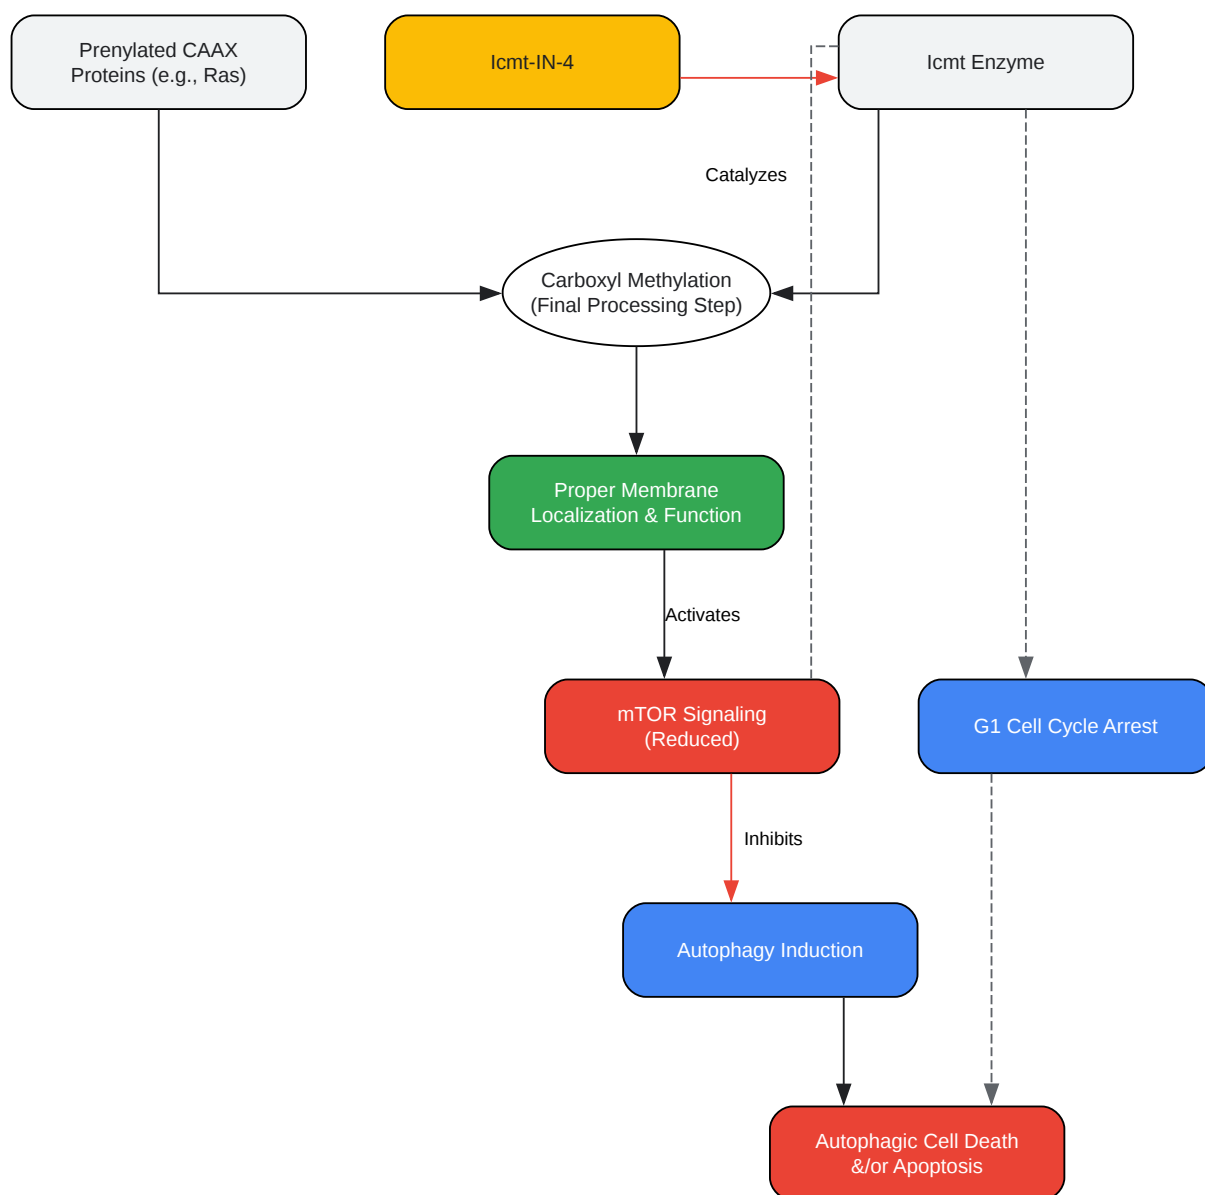 Prenylated CAAX
Proteins (e.g., Ras)
Icmt-IN-4
Icmt Enzyme
Catalyzes
Carboxyl Methylation
(Final Processing Step)
Proper Membrane
Localization & Function
Activates
mTOR Signaling
(Reduced)
G1 Cell Cycle Arrest
Inhibits
Autophagy Induction
Autophagic Cell Death
&/or Apoptosis